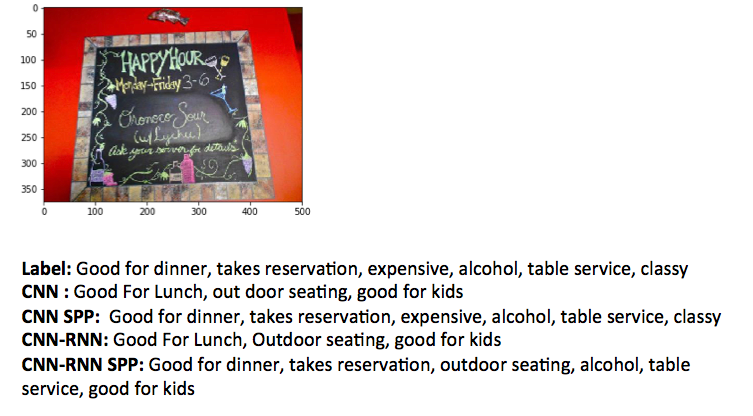 0
50
100
150
200
250
300
350
HAPPY HOUR
Monday-Friday 3-6
Oronoco Sour
(w/ Lychee)
Ask your server for details
0 100 200 300 400 500
Label: Good for dinner, takes reservation, expensive, alcohol, table service, classy
CNN : Good For Lunch, out door seating, good for kids
CNN SPP: Good for dinner, takes reservation, expensive, alcohol, table service, classy
CNN-RNN: Good For Lunch, Outdoor seating, good for kids
CNN-RNN SPP: Good for dinner, takes reservation, outdoor seating, alcohol, table
service, good for kids